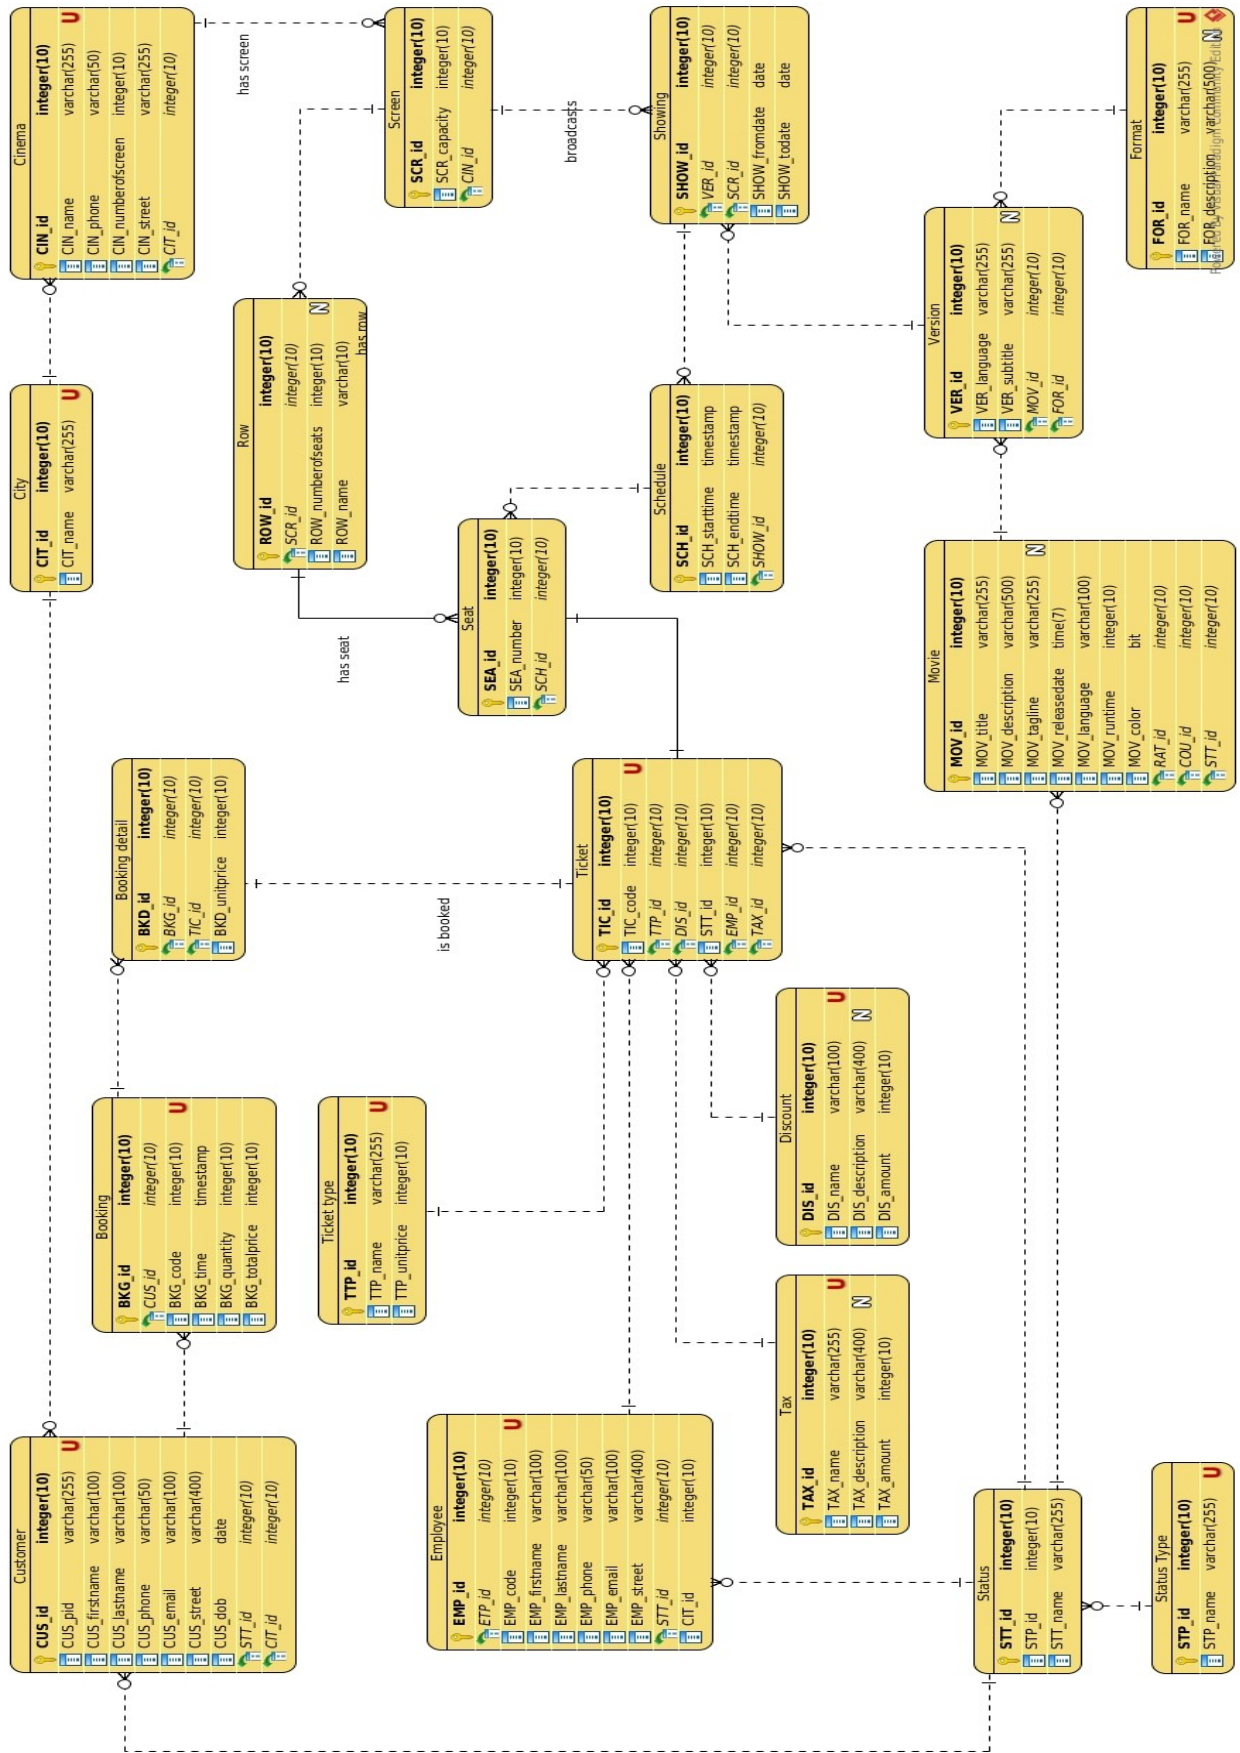 Customer
CUS_id integer(10)
CUS_pid varchar(255) U
CUS_firstname varchar(100)
CUS_lastname varchar(100)
CUS_phone varchar(50)
CUS_email varchar(100)
CUS_street varchar(400)
CUS_dob date
STT_id integer(10)
CIT_id integer(10)
City
CIT_id integer(10)
CIT_name varchar(255) U
Cinema
CIN_id integer(10)
CIN_name varchar(255) U
CIN_phone varchar(50)
CIN_numberofscreen integer(10)
CIN_street varchar(255)
CIT_id integer(10)
has screen
Booking
BKG_id integer(10)
CUS_id integer(10)
BKG_code integer(10) U
BKG_time timestamp
BKG_quantity integer(10)
BKG_totalprice integer(10)
Booking detail
BKD_id integer(10)
BKG_id integer(10)
TIC_id integer(10)
BKD_unitprice integer(10)
Row
ROW_id integer(10)
SCR_id integer(10)
ROW_numberofseats integer(10) N
ROW_name varchar(10)
has row
has seat
Screen
SCR_id integer(10)
SCR_capacity integer(10)
CIN_id integer(10)
broadcasts
Ticket type
TTP_id integer(10)
TTP_name varchar(255) U
TTP_unitprice integer(10)
is booked
Seat
SEA_id integer(10)
SEA_number integer(10)
SCH_id integer(10)
Employee
EMP_id integer(10)
ETP_id integer(10)
EMP_code integer(10) U
EMP_firstname varchar(100)
EMP_lastname varchar(100)
EMP_phone varchar(50)
EMP_email varchar(100)
EMP_street varchar(400)
STT_id integer(10)
CIT_id integer(10)
Ticket
TIC_id integer(10)
TIC_code integer(10) U
TTP_id integer(10)
DIS_id integer(10)
STT_id integer(10)
EMP_id integer(10)
TAX_id integer(10)
Schedule
SCH_id integer(10)
SCH_starttime timestamp
SCH_endtime timestamp
SHOW_id integer(10)
Showing
SHOW_id integer(10)
VER_id integer(10)
SCR_id integer(10)
SHOW_fromdate date
SHOW_todate date
Tax
TAX_id integer(10)
TAX_name varchar(255) U
TAX_description varchar(400) N
TAX_amount integer(10)
Discount
DIS_id integer(10)
DIS_name varchar(100) U
DIS_description varchar(400) N
DIS_amount integer(10)
Movie
MOV_id integer(10)
MOV_title varchar(255)
MOV_description varchar(500)
MOV_tagline varchar(255) N
MOV_releasedate time(7)
MOV_language varchar(100)
MOV_runtime integer(10)
MOV_color bit
RAT_id integer(10)
COU_id integer(10)
STT_id integer(10)
Version
VER_id integer(10)
VER_language varchar(255)
VER_subtitle varchar(255) N
MOV_id integer(10)
FOR_id integer(10)
Status
STT_id integer(10)
STP_id integer(10)
STT_name varchar(255)
Status Type
STP_id integer(10)
STP_name varchar(255) U
Format
FOR_id integer(10)
FOR_name varchar(255) U
FOR_description varchar(500) N
Powered By Visual Paradigm Community Edition